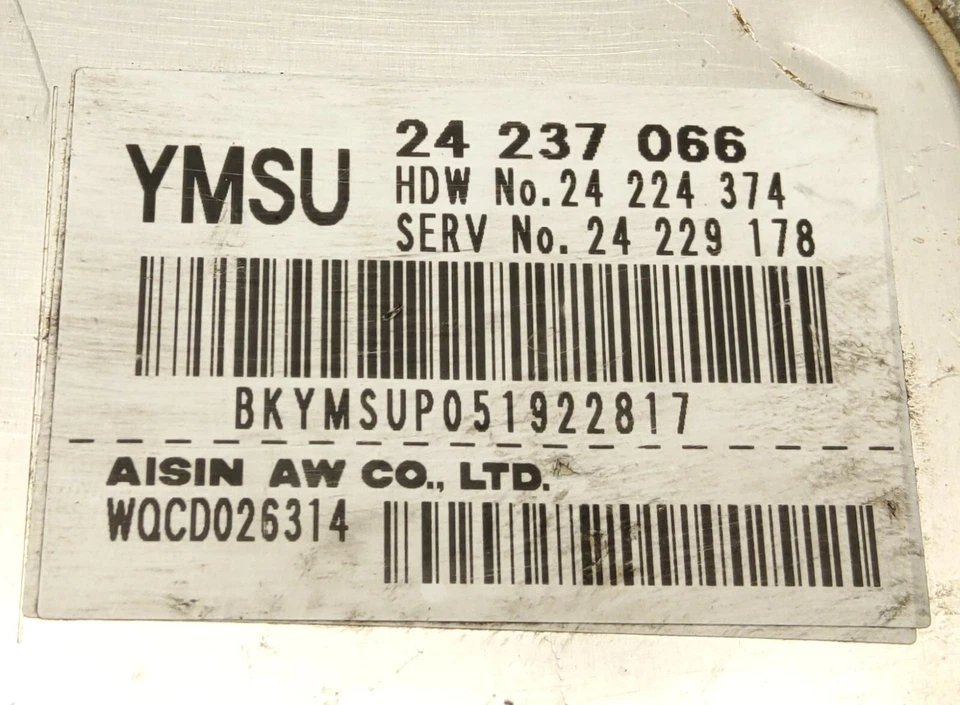 YMSU
24 237 066
HDW No.24 224 374
SERV No. 24 229 178
BKYMSUP051922817
AISIN AW CO., LTD.
WQCD026314